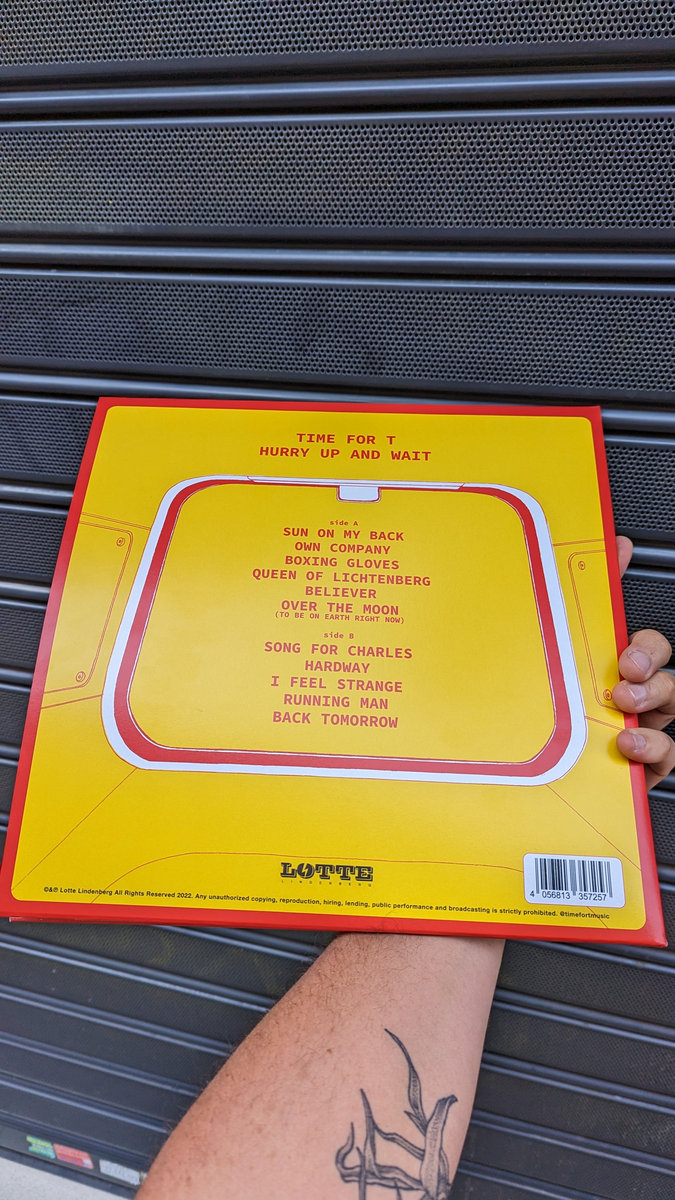 TIME FOR T
HURRY UP AND WAIT
side A
SUN ON MY BACK
OWN COMPANY
BOXING GLOVES
QUEEN OF LICHTENBERG
BELIEVER
OVER THE MOON
(TO BE ON EARTH RIGHT NOW)
side B
SONG FOR CHARLES
HARDWAY
I FEEL STRANGE
RUNNING MAN
BACK TOMORROW
LOTTE
LINDENBERG
©&℗ Lotte Lindenberg All Rights Reserved 2022. Any unauthorized copying, reproduction, hiring, lending, public performance and broadcasting is strictly prohibited. @timefortmusic
4 056813 357257